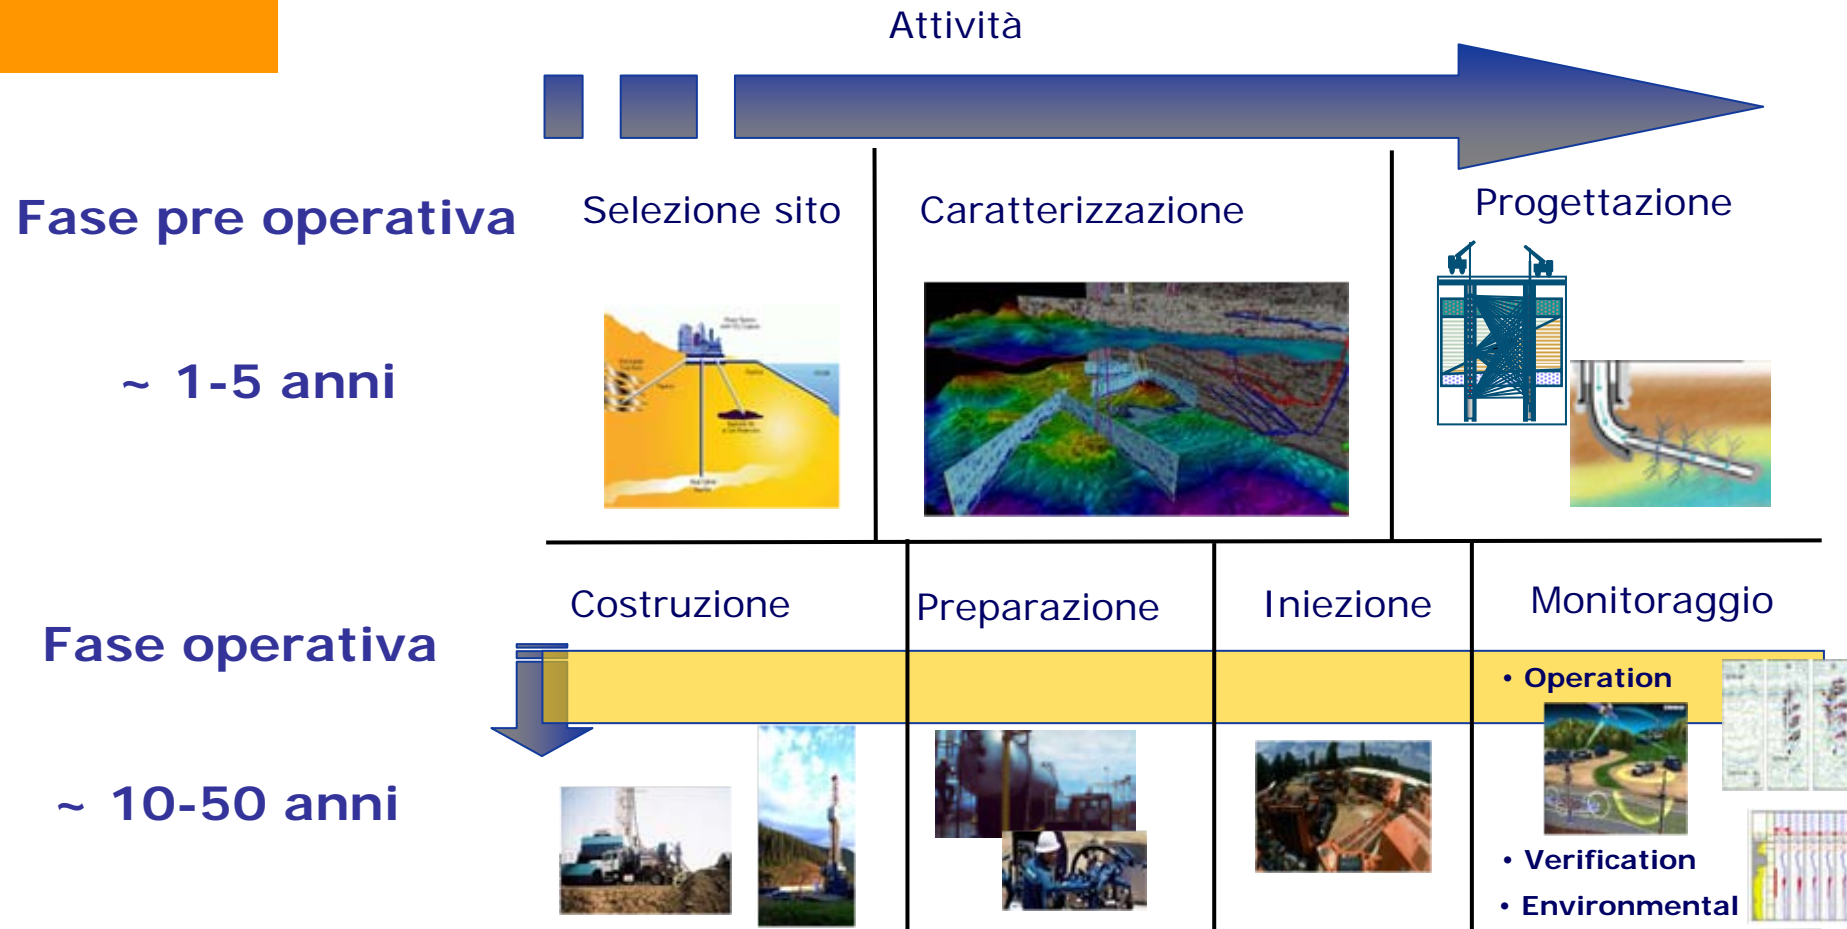 Attività
Fase pre operativa
~ 1-5 anni
Selezione sito
Caratterizzazione
Progettazione
Fase operativa
~ 10-50 anni
Costruzione
Preparazione
Iniezione
Monitoraggio
• Operation
• Verification
• Environmental